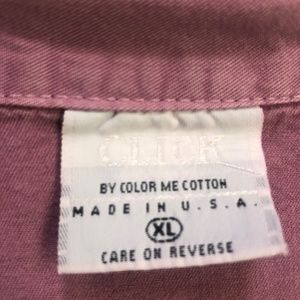 CLICK
BY COLOR ME COTTON
MADE IN U.S.A.
XL
CARE ON REVERSE